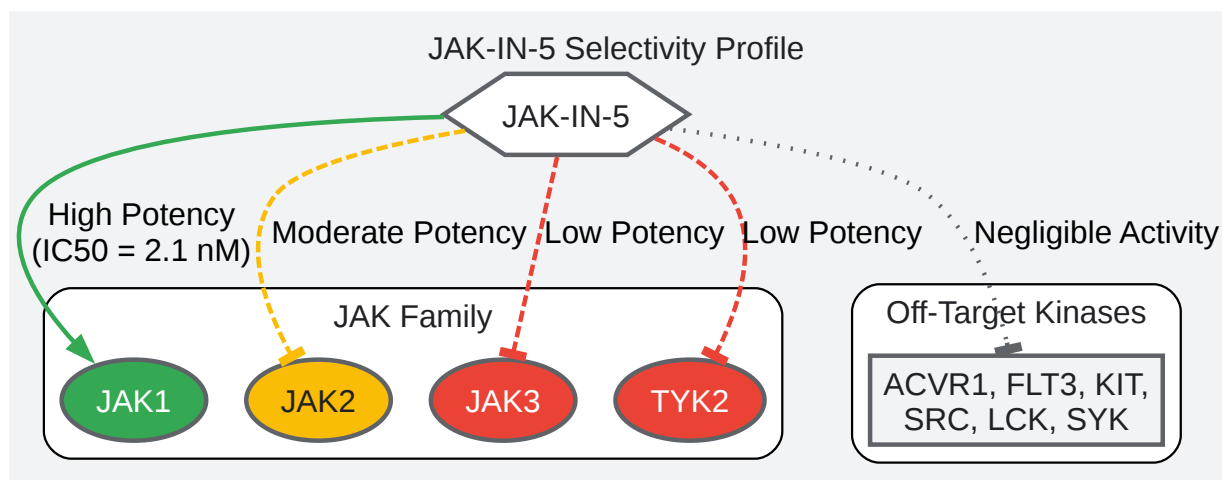 JAK-IN-5 Selectivity Profile
JAK-IN-5
High Potency
(IC50 = 2.1 nM)
Moderate Potency
Low Potency
Low Potency
Negligible Activity
JAK Family
Off-Target Kinases
JAK1
JAK2
JAK3
TYK2
ACVR1, FLT3, KIT,
SRC, LCK, SYK